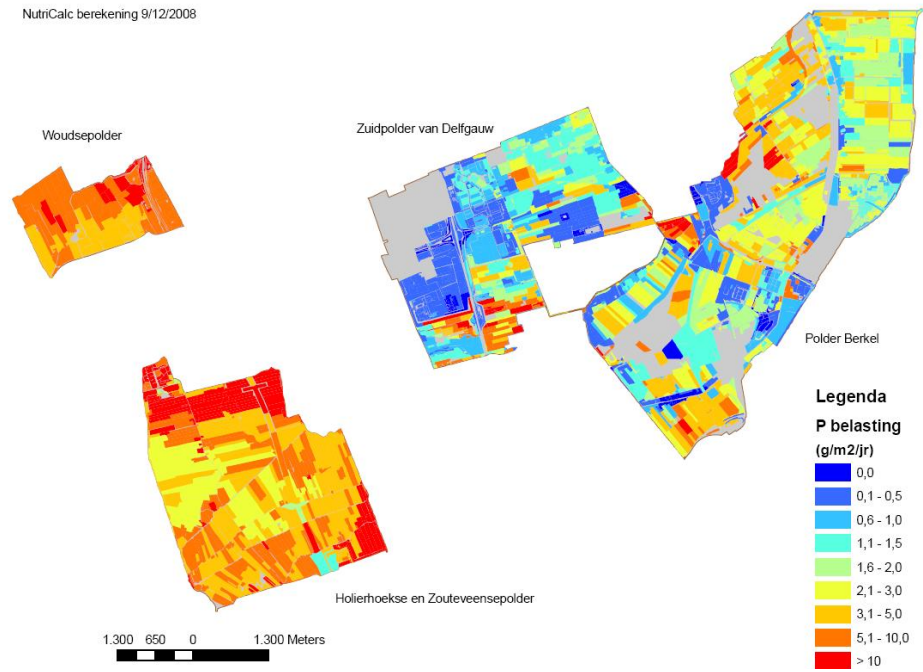 NutriCalc berekening 9/12/2008
Woudsepolder
Zuidpolder van Delfgauw
Polder Berkel
Holierhoekse en Zouteveensepolder
1.300 650 0 1.300 Meters
Legenda
P belasting
(g/m2/jr)
0,0
0,1 - 0,5
0,6 - 1,0
1,1 - 1,5
1,6 - 2,0
2,1 - 3,0
3,1 - 5,0
5,1 - 10,0
> 10